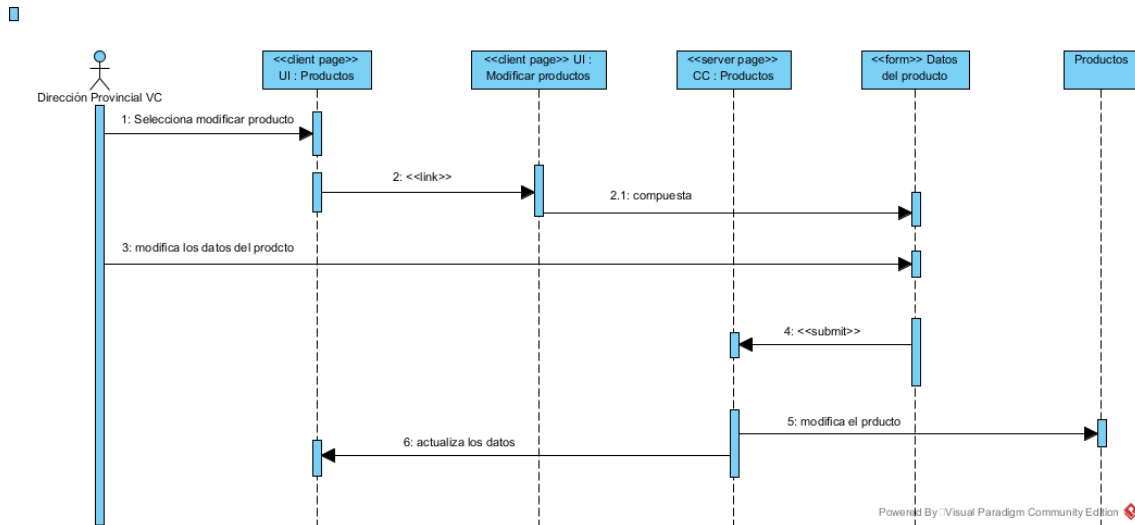 <<client page>>
UI : Productos
<<client page>> UI :
Modificar productos
<<server page>>
CC : Productos
<<form>> Datos
del producto
Productos
Dirección Provincial VC
1: Selecciona modificar producto
2: <<link>>
2.1: compuesta
3: modifica los datos del prodcto
4: <<submit>>
5: modifica el prducto
6: actualiza los datos
Powered By Visual Paradigm Community Edition